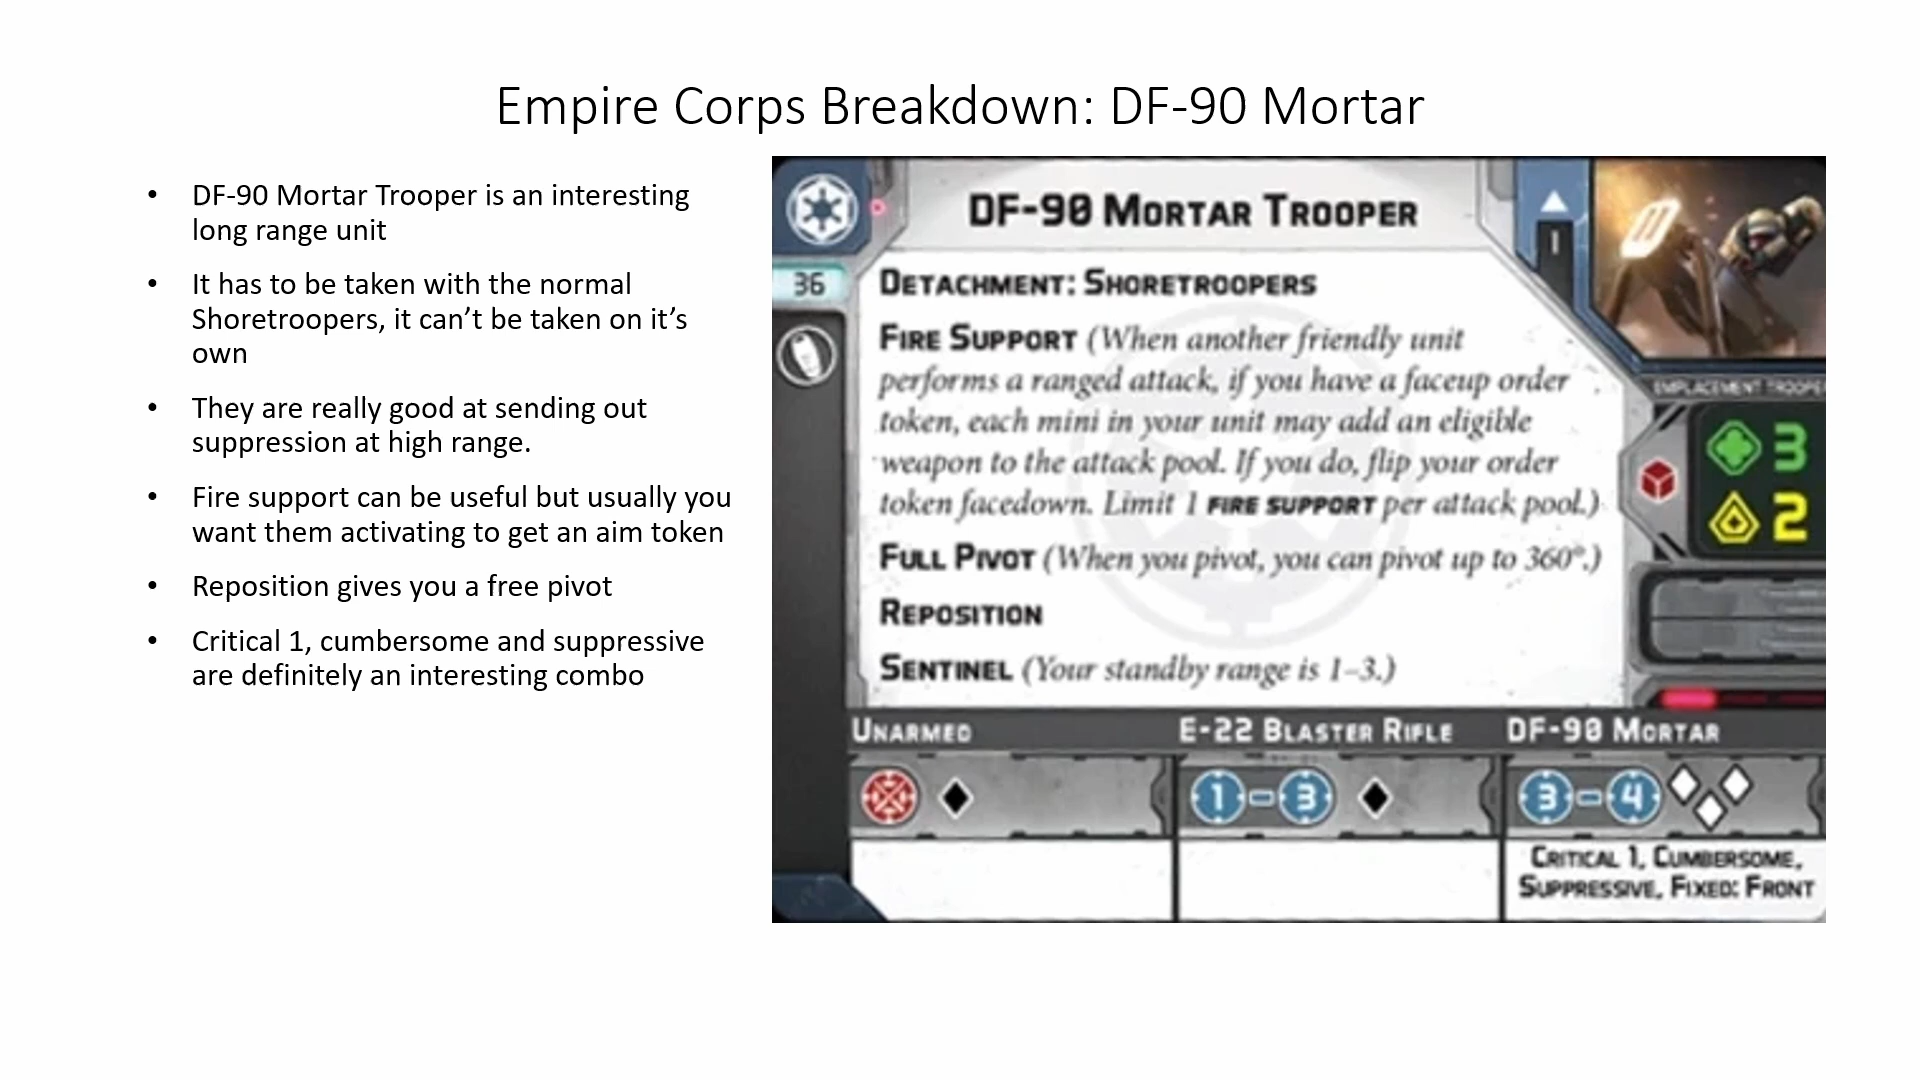 Empire Corps Breakdown: DF-90 Mortar
• DF-90 Mortar Trooper is an interesting
long range unit
• It has to be taken with the normal
Shoretroopers, it can’t be taken on it’s
own
• They are really good at sending out
suppression at high range.
• Fire support can be useful but usually you
want them activating to get an aim token
• Reposition gives you a free pivot
• Critical 1, cumbersome and suppressive
are definitely an interesting combo
DF-90 MORTAR TROOPER
1
36
DETACHMENT: SHORETROOPERS
FIRE SUPPORT (When another friendly unit
performs a ranged attack, if you have a faceup order
token, each mini in your unit may add an eligible
weapon to the attack pool. If you do, flip your order
token facedown. Limit 1 FIRE SUPPORT per attack pool.)
FULL PIVOT (When you pivot, you can pivot up to 360°.)
REPOSITION
SENTINEL (Your standby range is 1–3.)
EMPLACEMENT TROOPER
3
2
UNARMED
E-22 BLASTER RIFLE
1-3
DF-90 MORTAR
3-4
CRITICAL 1, CUMBERSOME,
SUPPRESSIVE, FIXED: FRONT